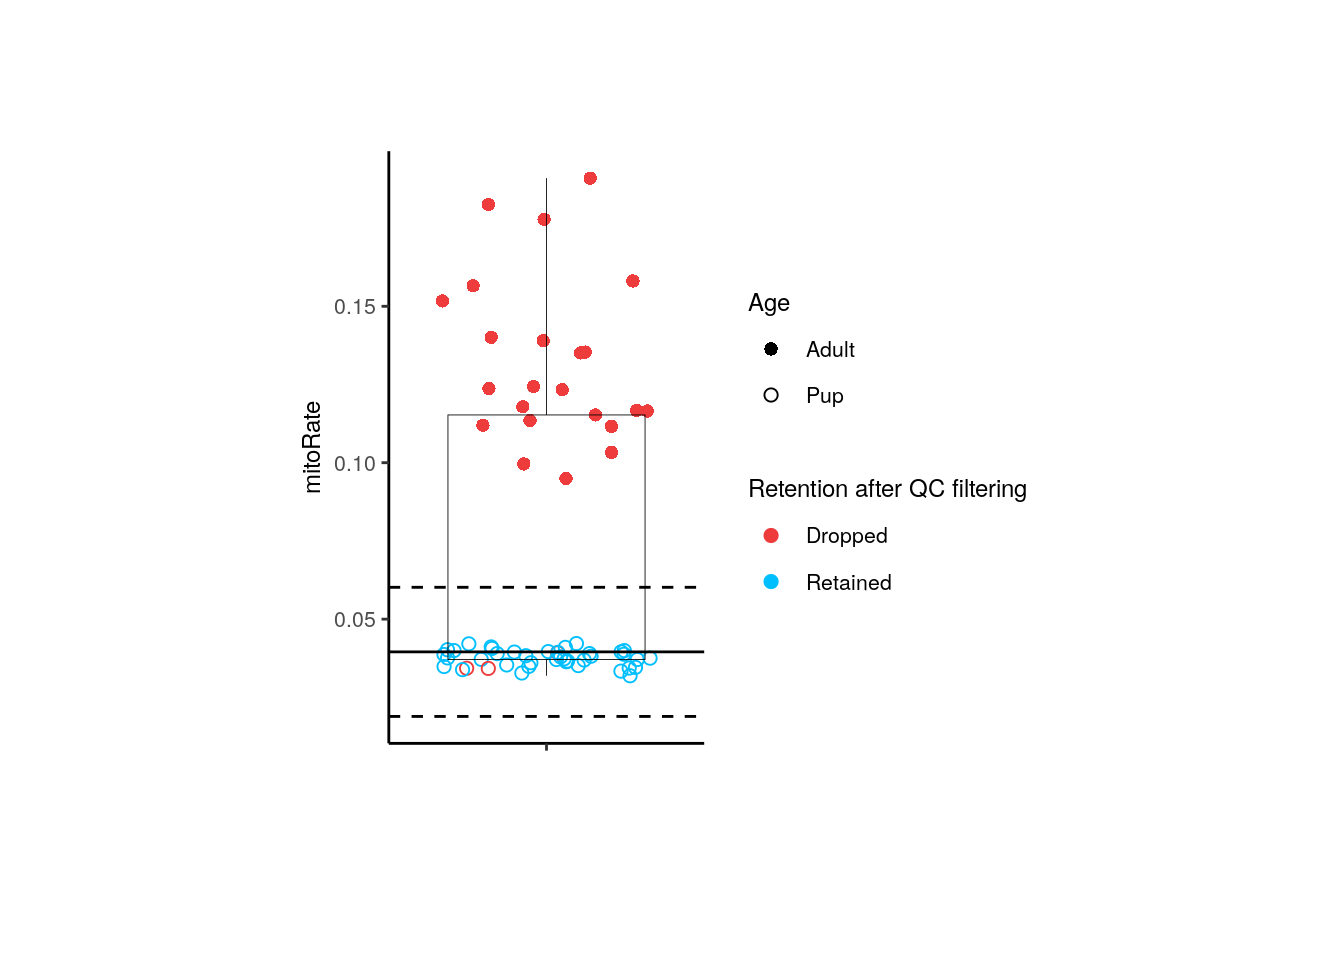 mitoRate
0.15
0.10
0.05
Age
Adult
Pup
Retention after QC filtering
Dropped
Retained